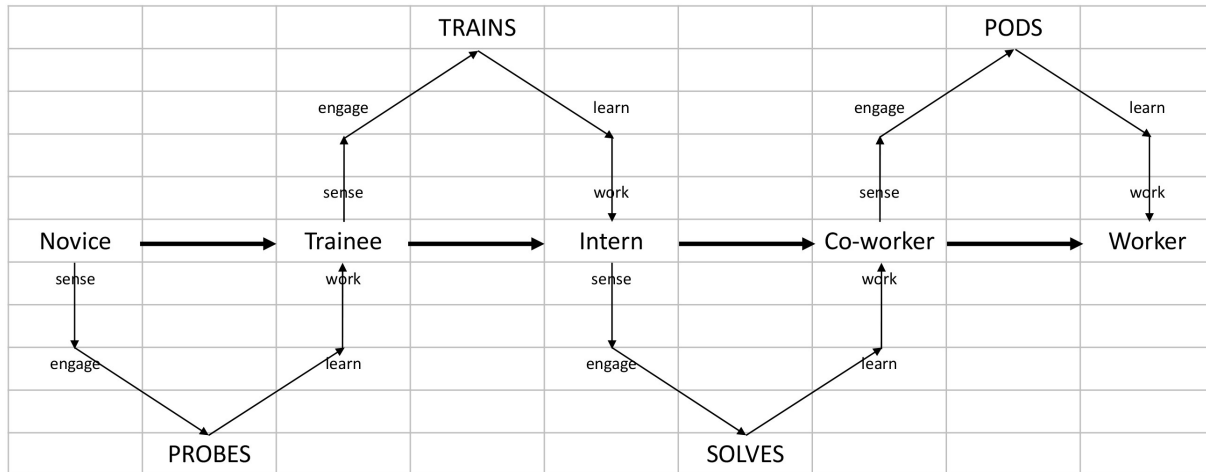 TRAINS PODS
engage learn engage learn
sense work sense work
Novice Trainee Intern Co-worker Worker
sense work sense work
engage learn engage learn
PROBES SOLVES